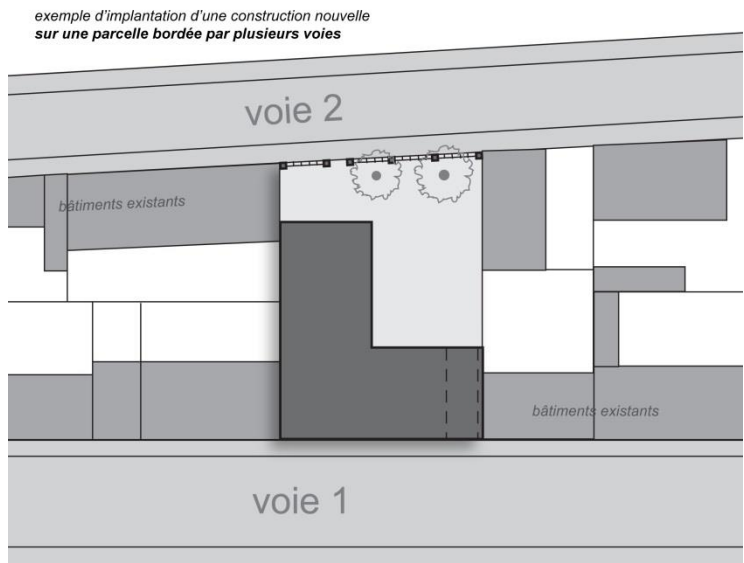 exemple d'implantation d'une construction nouvelle
sur une parcelle bordée par plusieurs voies
voie 2
bâtiments existants
bâtiments existants
voie 1